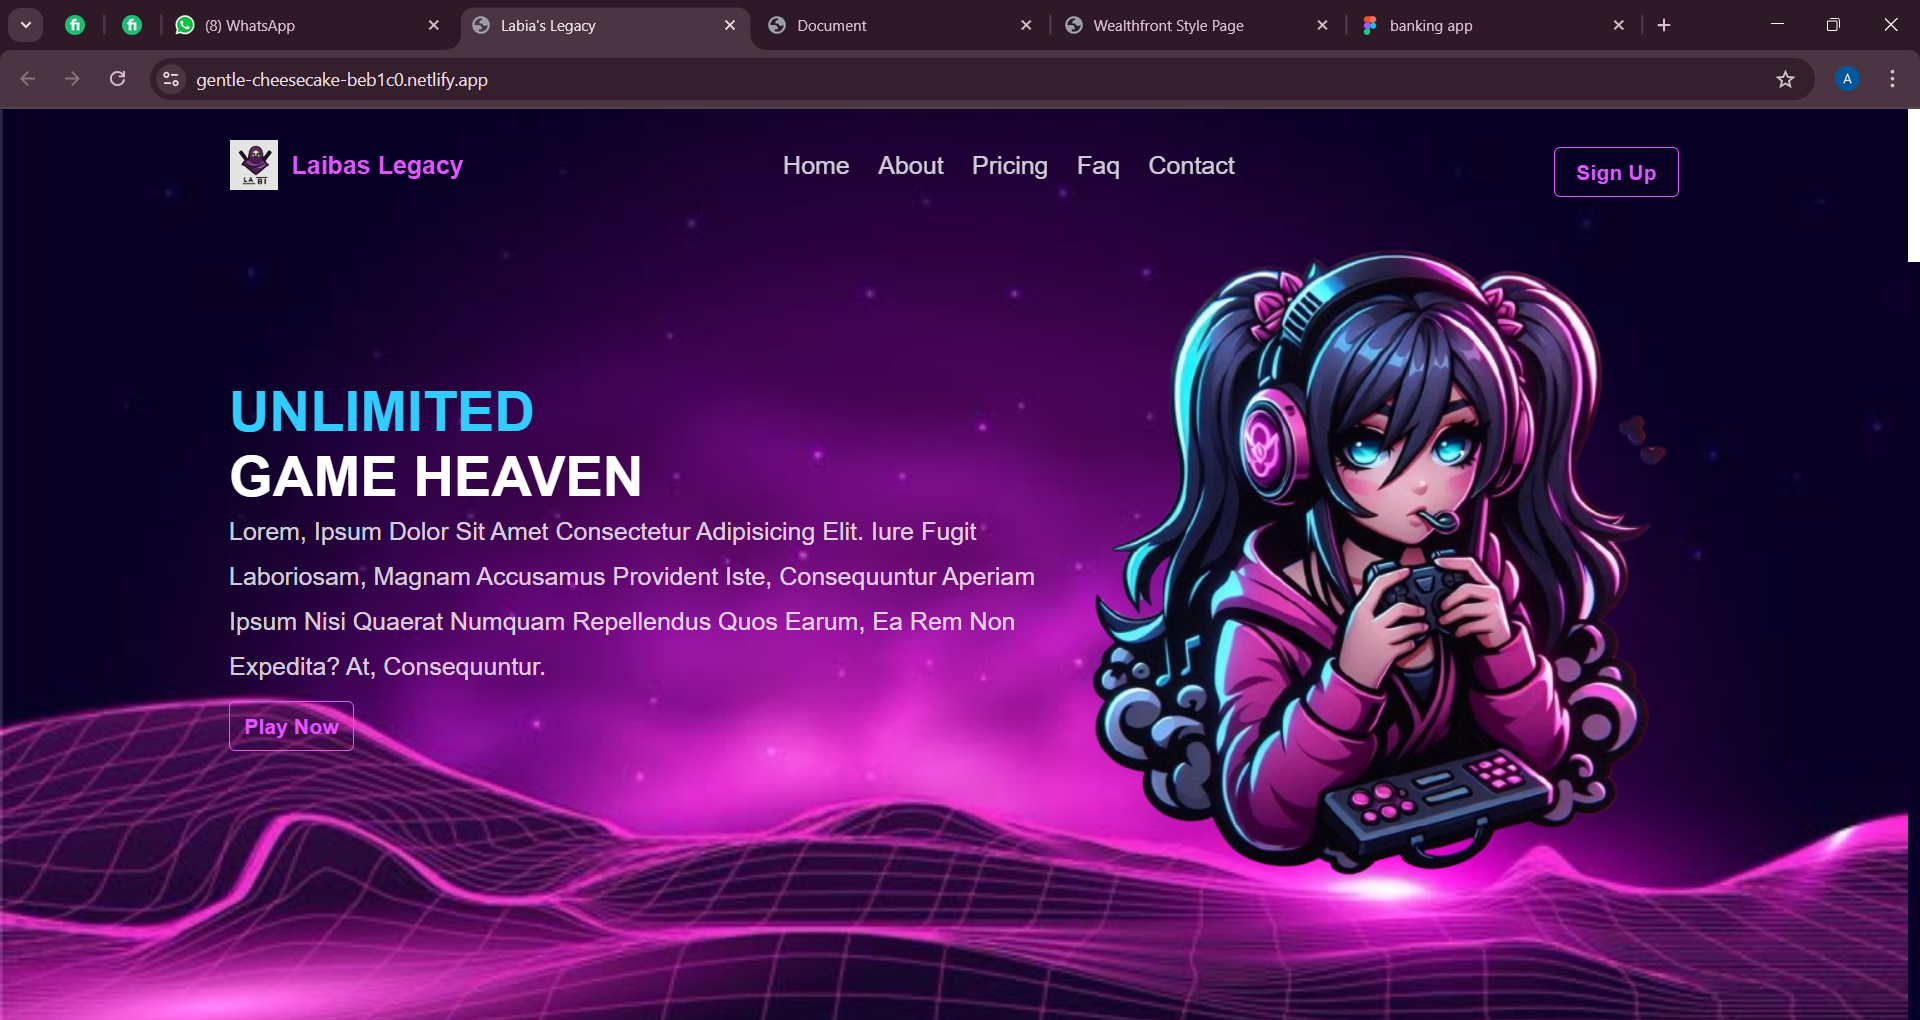 (8) WhatsApp
Labia's Legacy
Document
Wealthfront Style Page
banking app
gentle-cheesecake-beb1c0.netlify.app
A
LA BI
Laibas Legacy
Home About Pricing Faq Contact
Sign Up
UNLIMITED
GAME HEAVEN
Lorem, Ipsum Dolor Sit Amet Consectetur Adipisicing Elit. Iure Fugit
Laboriosam, Magnam Accusamus Provident Iste, Consequuntur Aperiam
Ipsum Nisi Quaerat Numquam Repellendus Quos Earum, Ea Rem Non
Expedita? At, Consequuntur.
Play Now